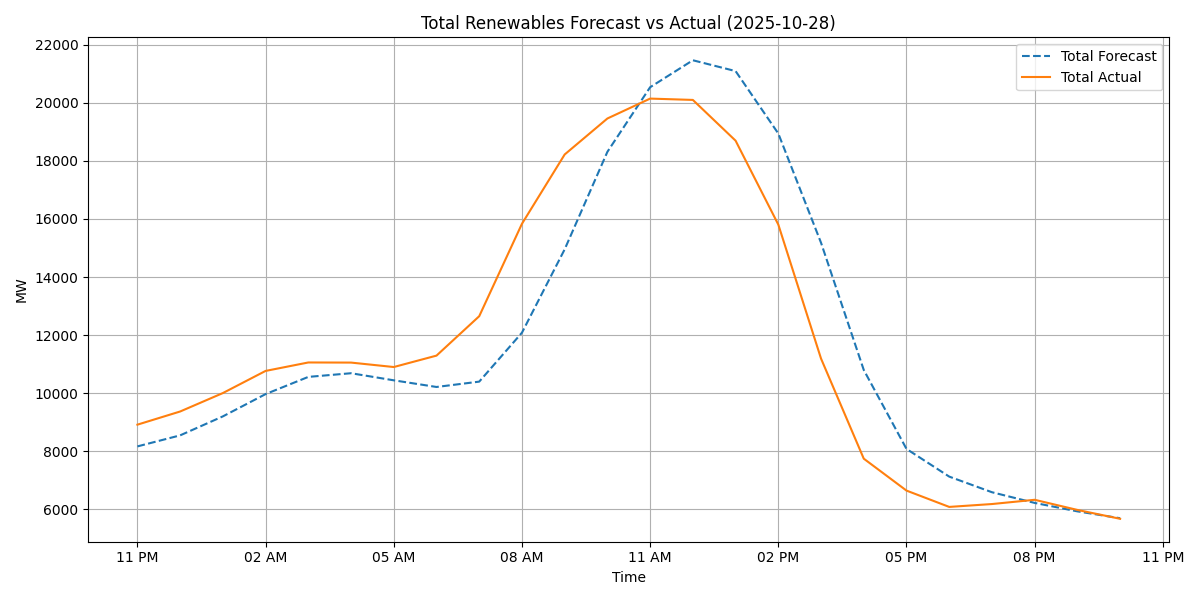 Total Renewables Forecast vs Actual (2025-10-28)
Total Forecast
Total Actual
22000
20000
18000
16000
14000
12000
10000
8000
6000
MW
11 PM
02 AM
05 AM
08 AM
11 AM
02 PM
05 PM
08 PM
11 PM
Time